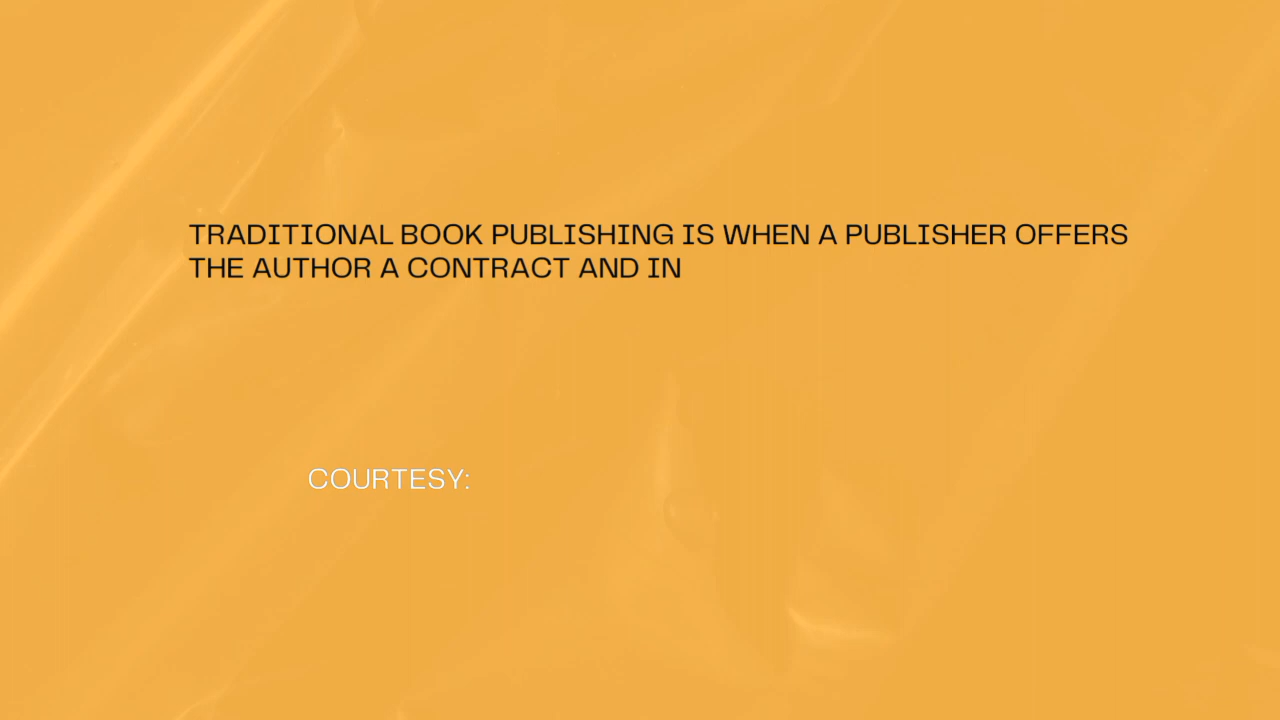 TRADITIONAL BOOK PUBLISHING IS WHEN A PUBLISHER OFFERS
THE AUTHOR A CONTRACT AND IN
COURTESY: